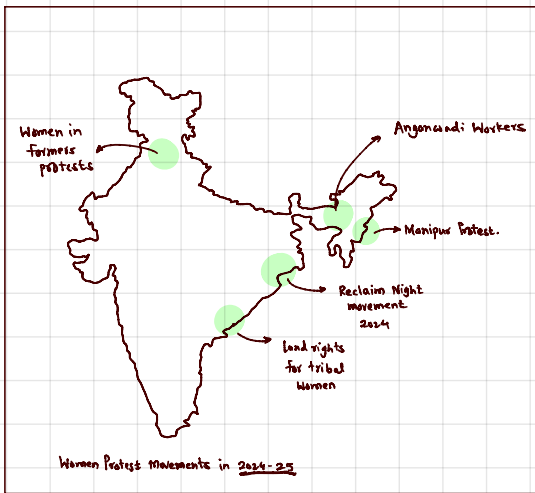 Women in
farmers
protests
Anganwadi Workers
Manipur Protest.
Reclaim Night
movement
2024
Land rights
for tribal
Women
Women Protest Movements in 2024-25